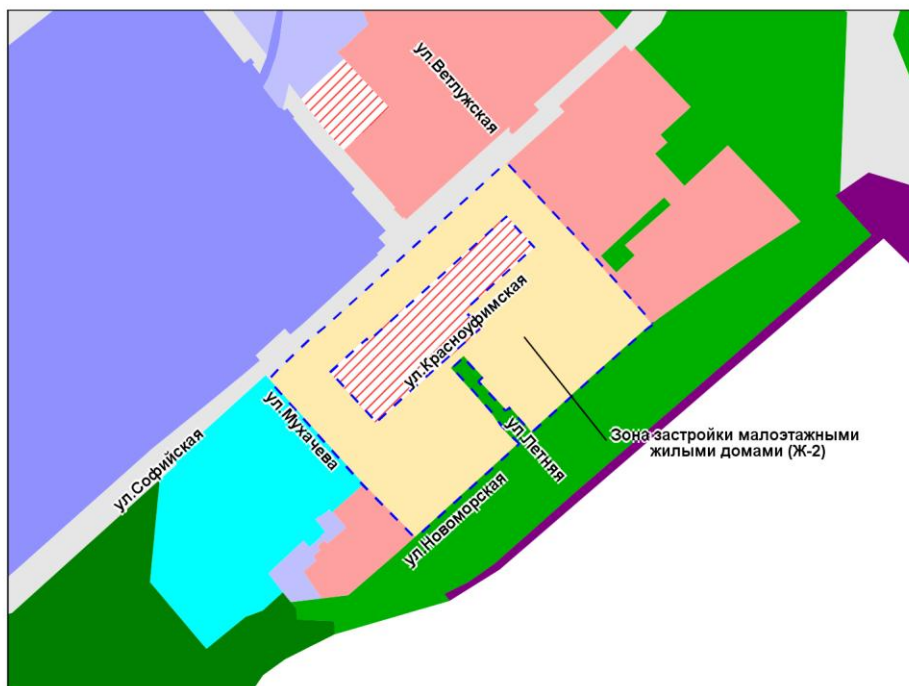 ул.Ветлужская
ул.Красноуфимская
ул.Мухачева
ул.Софийская
ул.Летняя
Зона застройки малоэтажными
жилыми домами (Ж-2)
ул.Новоморская